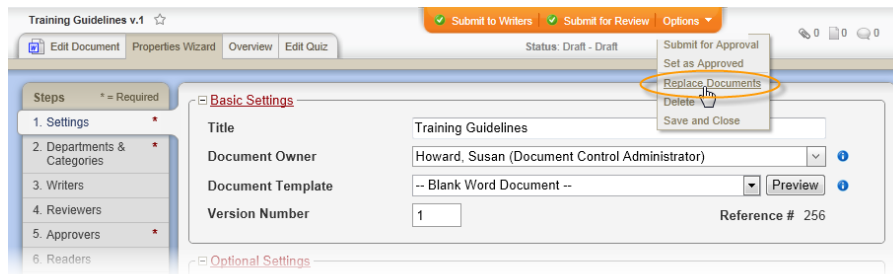 Training Guidelines v.1
Submit to Writers Submit for Review Options
0 0 0
Edit Document Properties Wizard Overview Edit Quiz
Status: Draft - Draft
Submit for Approval
Set as Approved
Replace Documents
Delete
Save and Close
Steps * = Required
1. Settings *
2. Departments & *
Categories
3. Writers
4. Reviewers
5. Approvers *
6. Readers
Basic Settings
Title Training Guidelines
Document Owner Howard, Susan (Document Control Administrator)
Document Template -- Blank Word Document -- Preview
Version Number 1 Reference # 256
Optional Settings